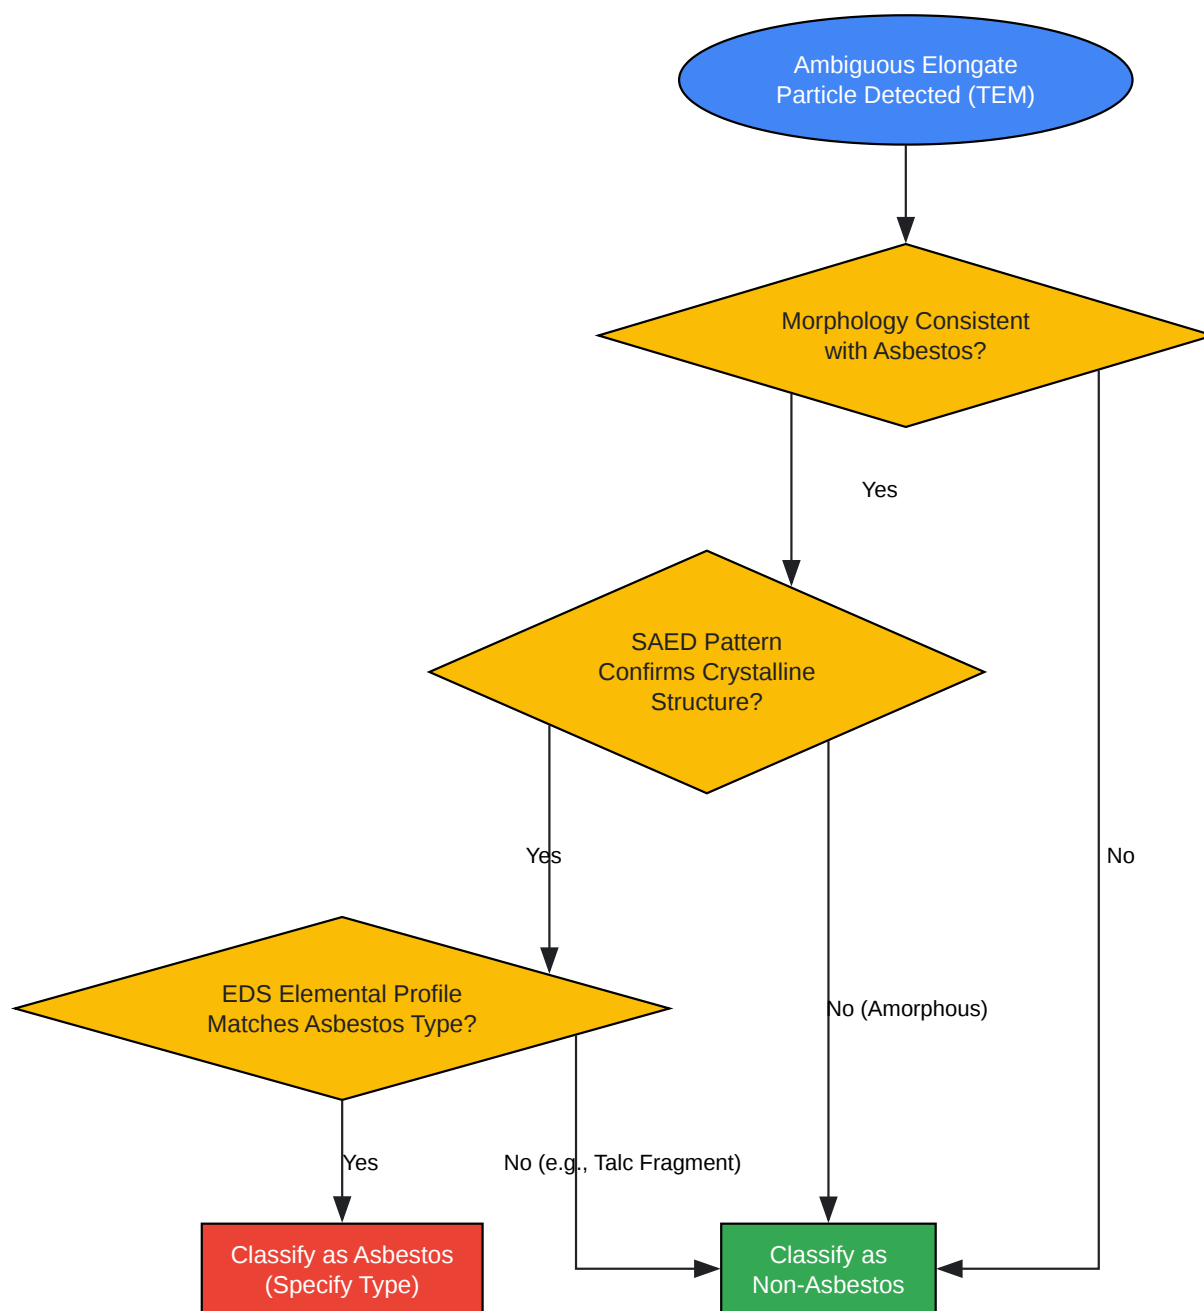 Ambiguous Elongate
Particle Detected (TEM)
Morphology Consistent
with Asbestos?
Yes
SAED Pattern
Confirms Crystalline
Structure?
Yes
No
EDS Elemental Profile
Matches Asbestos Type?
No (Amorphous)
Yes
No (e.g., Talc Fragment)
Classify as Asbestos
(Specify Type)
Classify as
Non-Asbestos